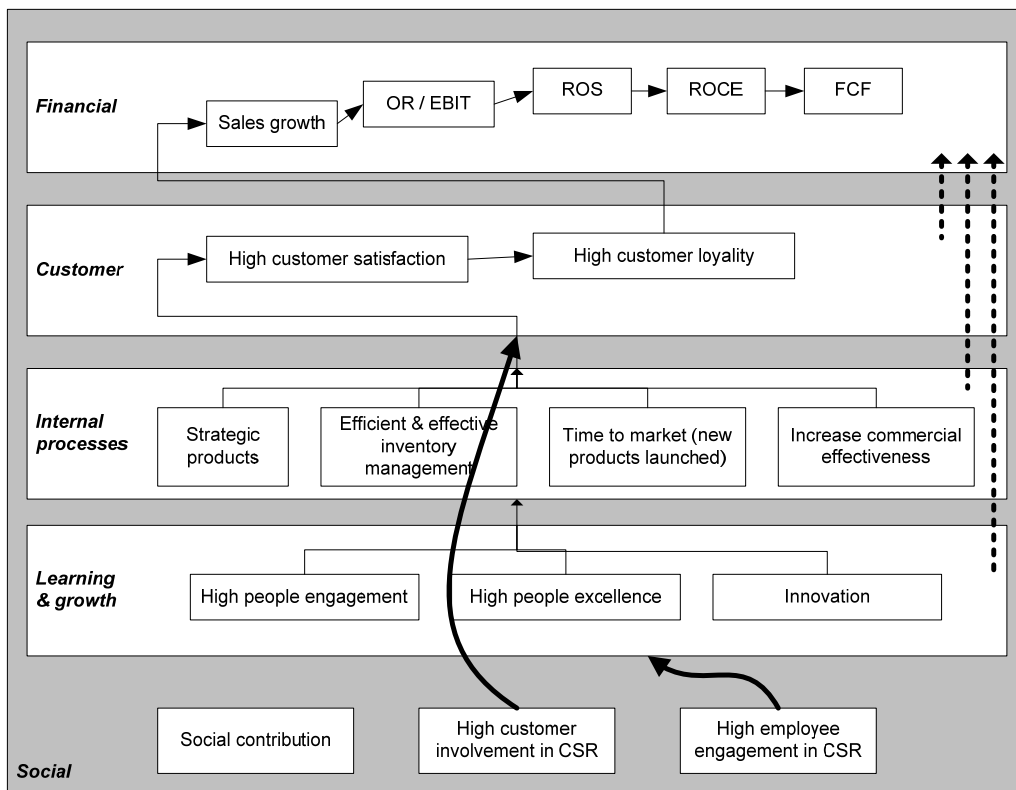 Financial
Sales growth
OR / EBIT
ROS
ROCE
FCF
Customer
High customer satisfaction
High customer loyality
Internal
processes
Strategic
products
Efficient & effective
inventory
management
Time to market (new
products launched)
Increase commercial
effectiveness
Learning
& growth
High people engagement
High people excellence
Innovation
Social contribution
High customer
involvement in CSR
High employee
engagement in CSR
Social